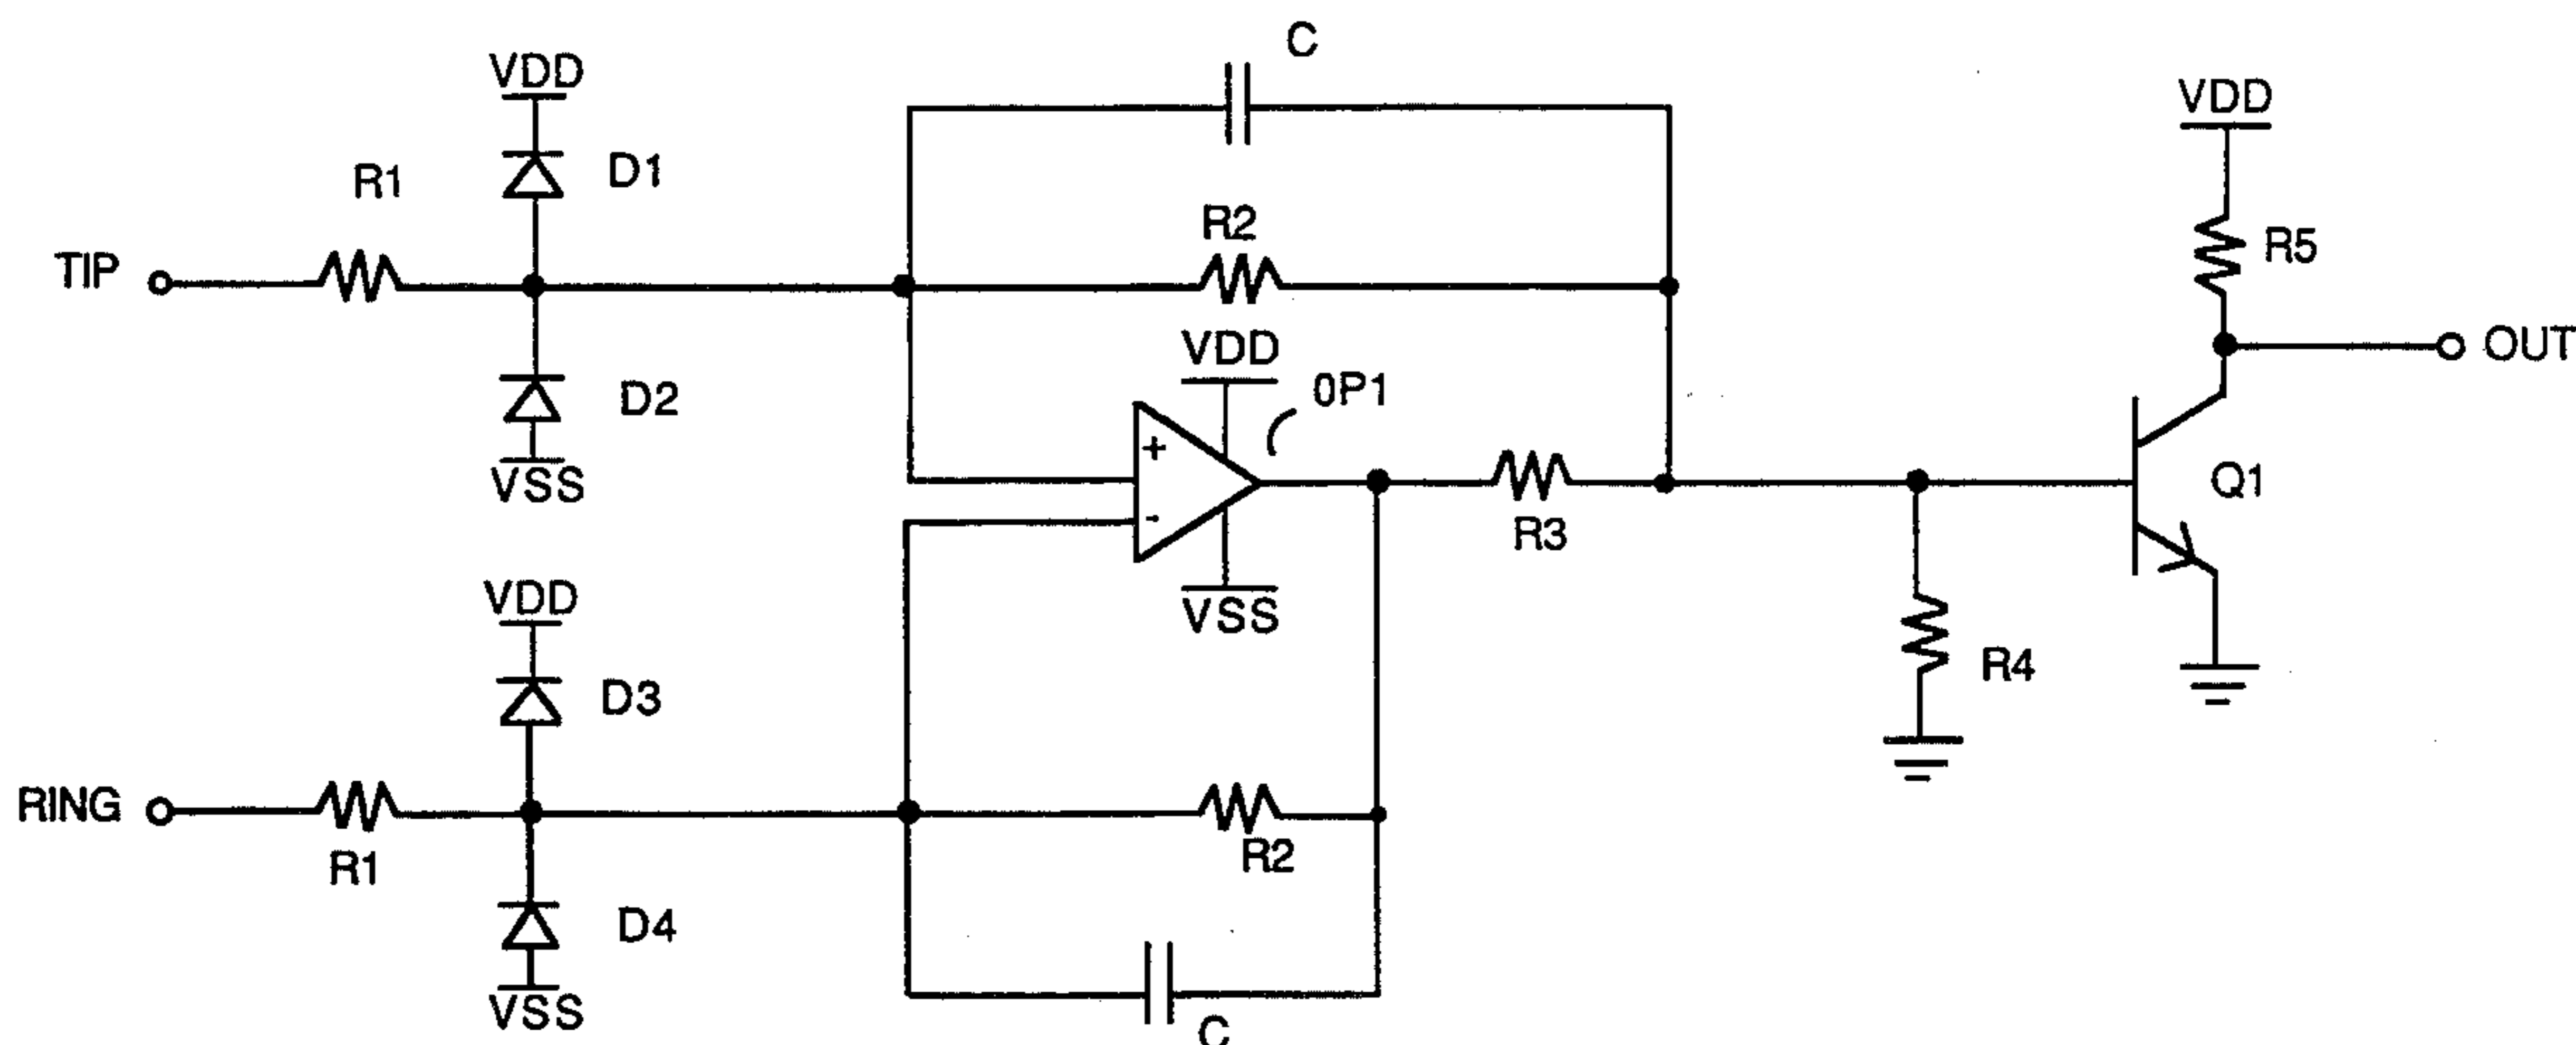 C
VDD
VDD
R1
D1
R2
R5
TIP
VDD
OUT
D2
0P1
VSS
+
Q1
-
R3
VDD
VSS
R4
D3
RING
R1
R2
D4
VSS
C